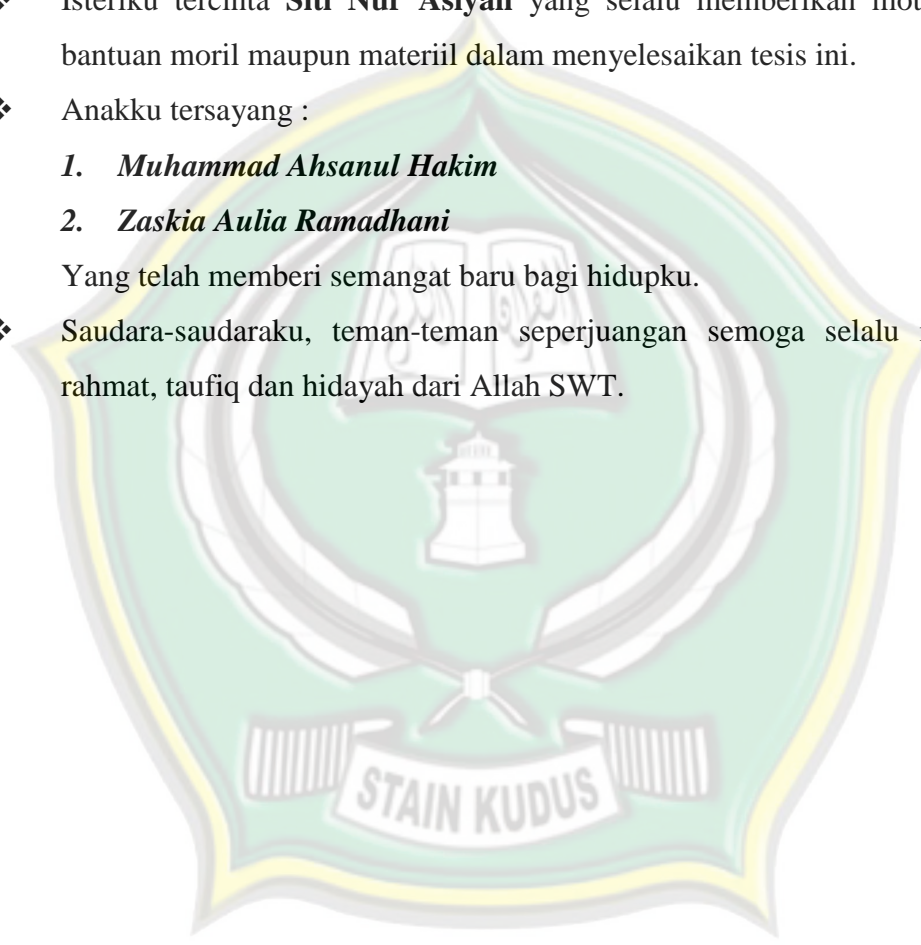 ❖ Isteriku tercinta Siti Nur Asiyah yang selalu memberikan
bantuan moril maupun materiil dalam menyelesaikan tesis ini.
❖ Anakku tersayang :
1. Muhammad Ahsanul Hakim
2. Zaskia Aulia Ramadhani
Yang telah memberi semangat baru bagi hidupku.
❖ Saudara-saudaraku, teman-teman seperjuangan semoga selalu
rahmat, taufiq dan hidayah dari Allah SWT.
STAIN KUDUS